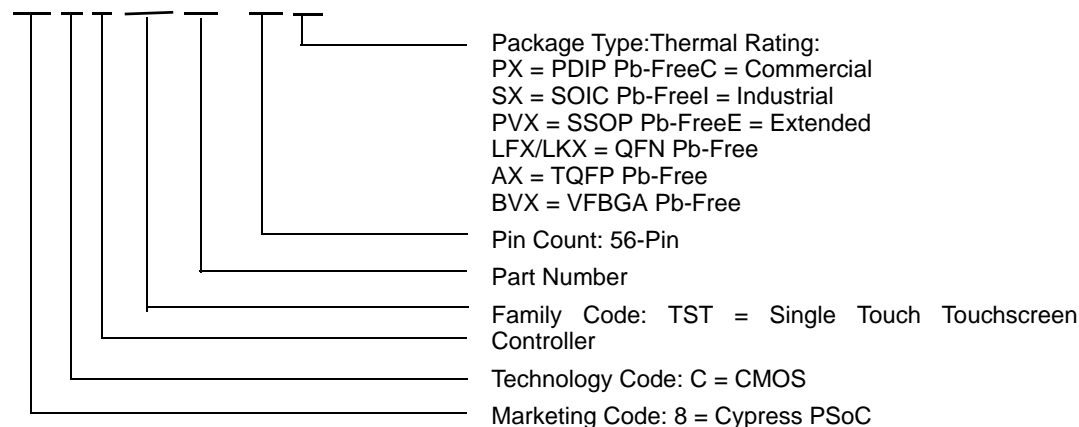 Package Type:Thermal Rating:
PX = PDIP Pb-FreeC = Commercial
SX = SOIC Pb-FreeI = Industrial
PVX = SSOP Pb-FreeE = Extended
LFX/LKX = QFN Pb-Free
AX = TQFP Pb-Free
BVX = VFBGA Pb-Free
Pin Count: 56-Pin
Part Number
Family Code: TST = Single Touch Touchscreen
Controller
Technology Code: C = CMOS
Marketing Code: 8 = Cypress PSoC